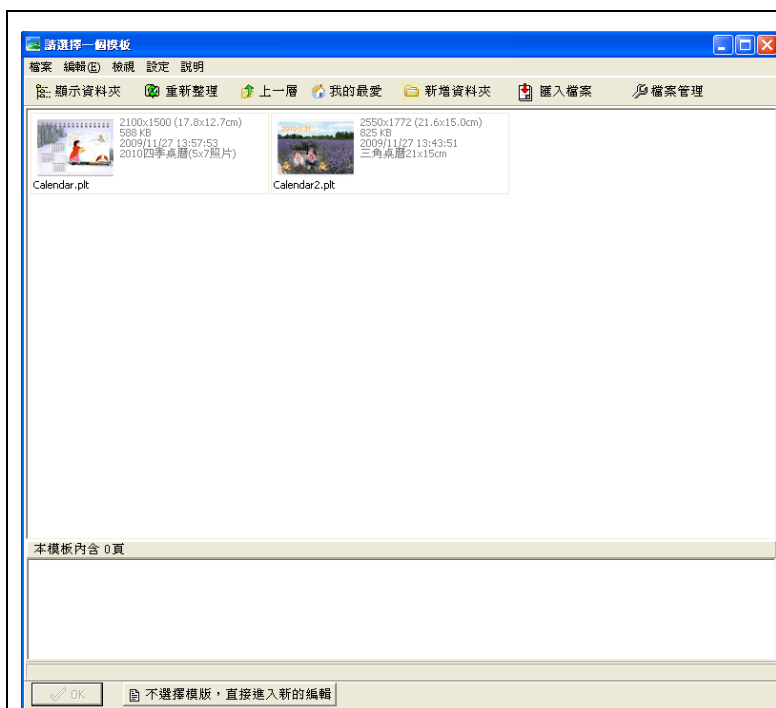 請選擇一個模板
檔案 編輯(E) 檢視 設定 說明
顯示資料夾 重新整理 上一層 我的最愛 新增資料夾 匯入檔案 檔案管理
2100x1500 (17.8x12.7cm)
588 KB
2009/11/27 13:57:53
2010四季桌曆(5x7照片)
Calendar.plt
2550x1772 (21.6x15.0cm)
825 KB
2009/11/27 13:43:51
三角桌曆21x15cm
Calendar2.plt
本模板內含 0頁
OK 不選擇模版，直接進入新的編輯